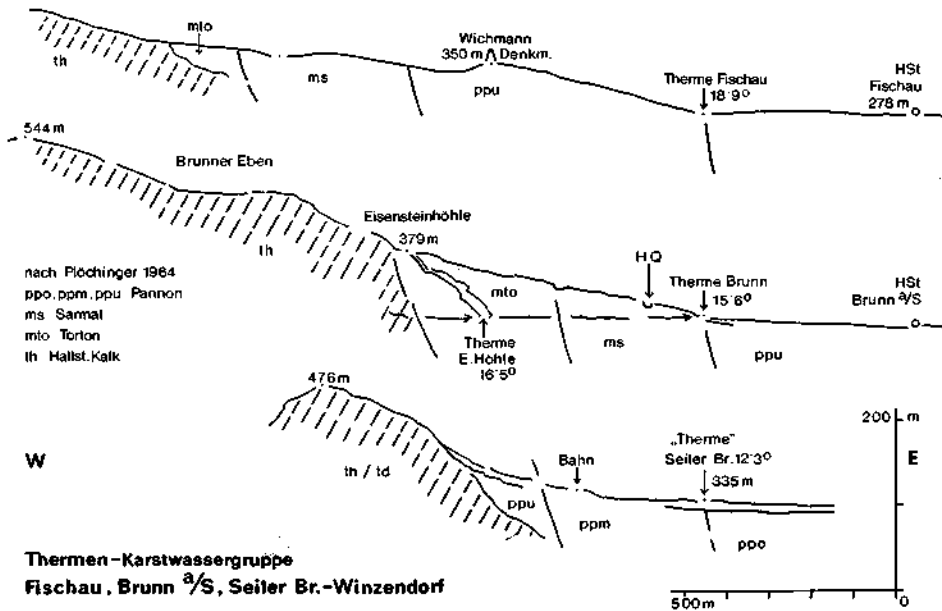 mto
th
ms
Wichmann
350 m Denkm.
ppu
Therme Fischau
18'9°
HSt
Fischau
278 m
544 m
Brunner Eben
Eisensteinhöhle
379 m
th
mto
HQ
Therme Brunn
15'6°
HSt
Brunn a/S
nach Plöchinger 1964
ppo, ppm, ppu Pannon
ms Sarmat
mto Torton
th Hallst. Kalk
Therme
E. Höhle
16'5°
ms
ppu
476 m
200 m
W
E
th / td
Bahn
„Therme"
Seiler Br. 12'3°
335 m
ppu
ppm
ppo
Thermen-Karstwassergruppe
Fischau, Brunn a/S, Seiler Br.-Winzendorf
500 m
0